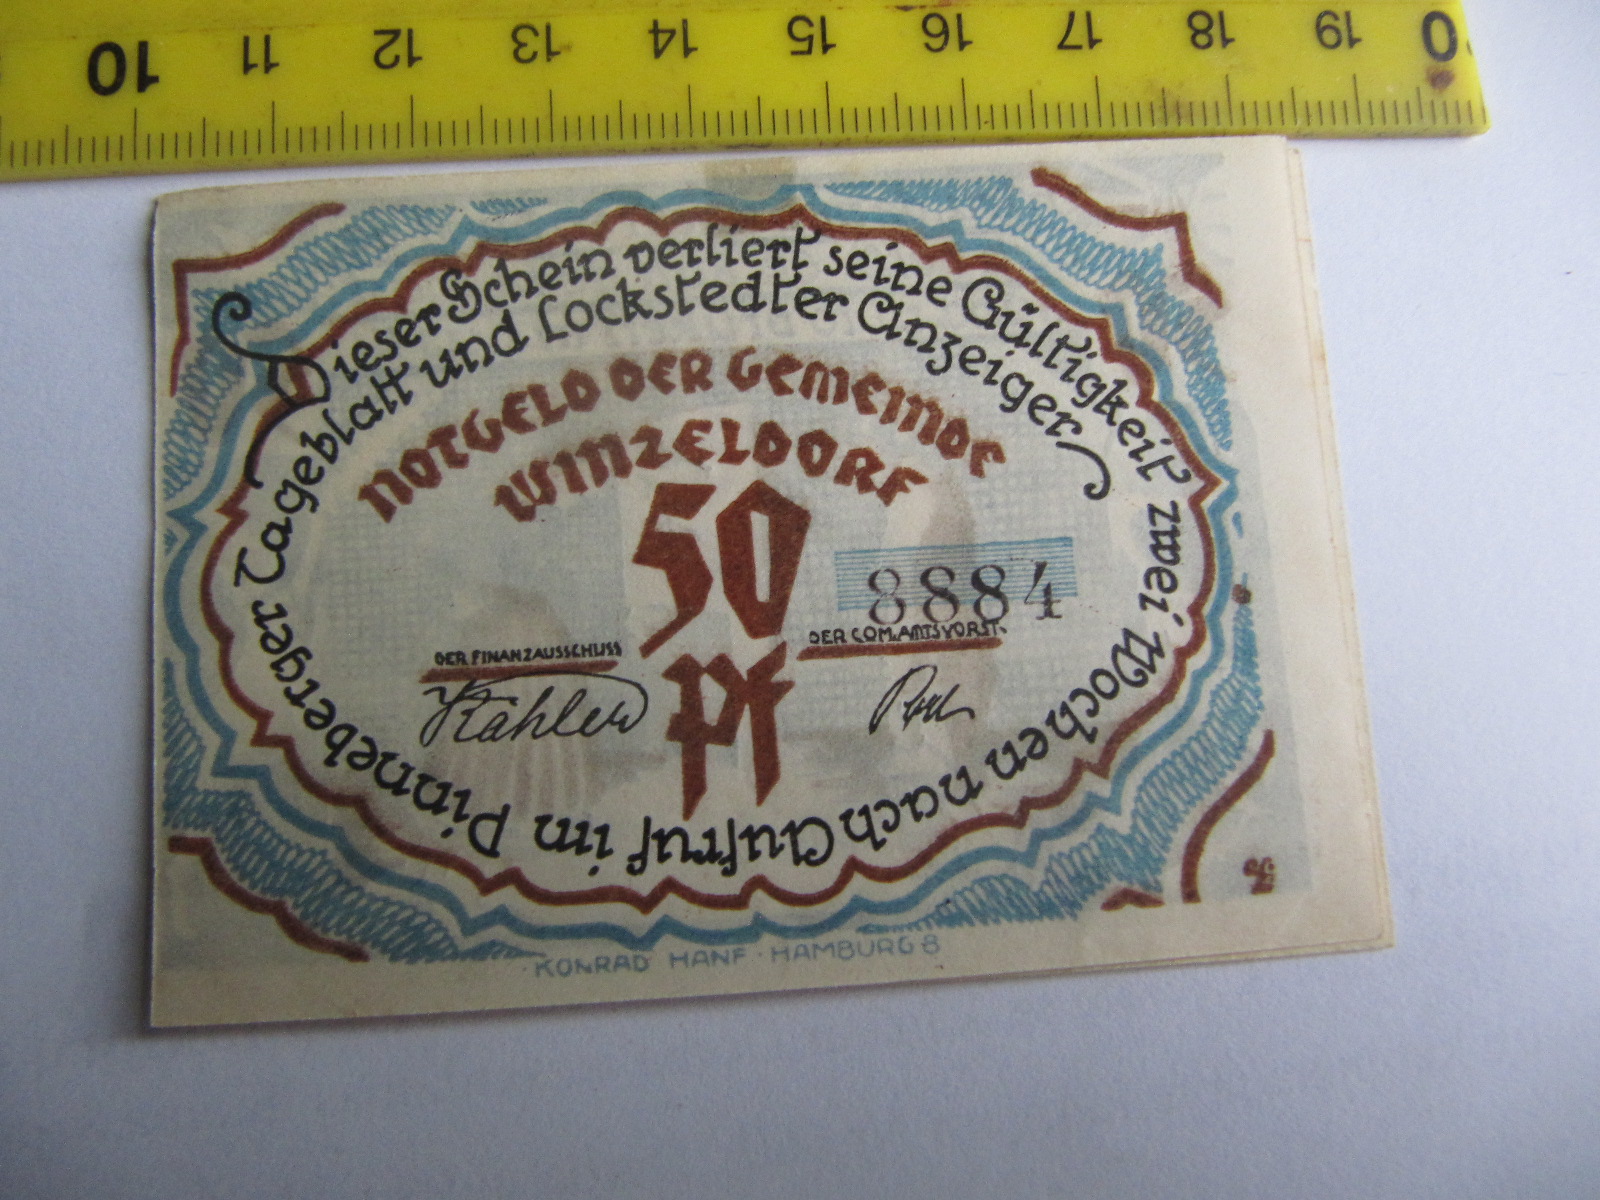 10 11 12 13 14 15 16 17 18 19 0
Dieser Schein verliert seine Gültigkeit zwei Wochen nach Aufruf im Pinneberger
Tageblatt und Lockstedter Anzeiger
NOTGELD DER GEMEINDE
WINZELDORF
50
Pf
8884
DER FINANZAUSSCHUSS
DER COM. AMTSVORST.
Stähler
KONRAD HANF · HAMBURG 8